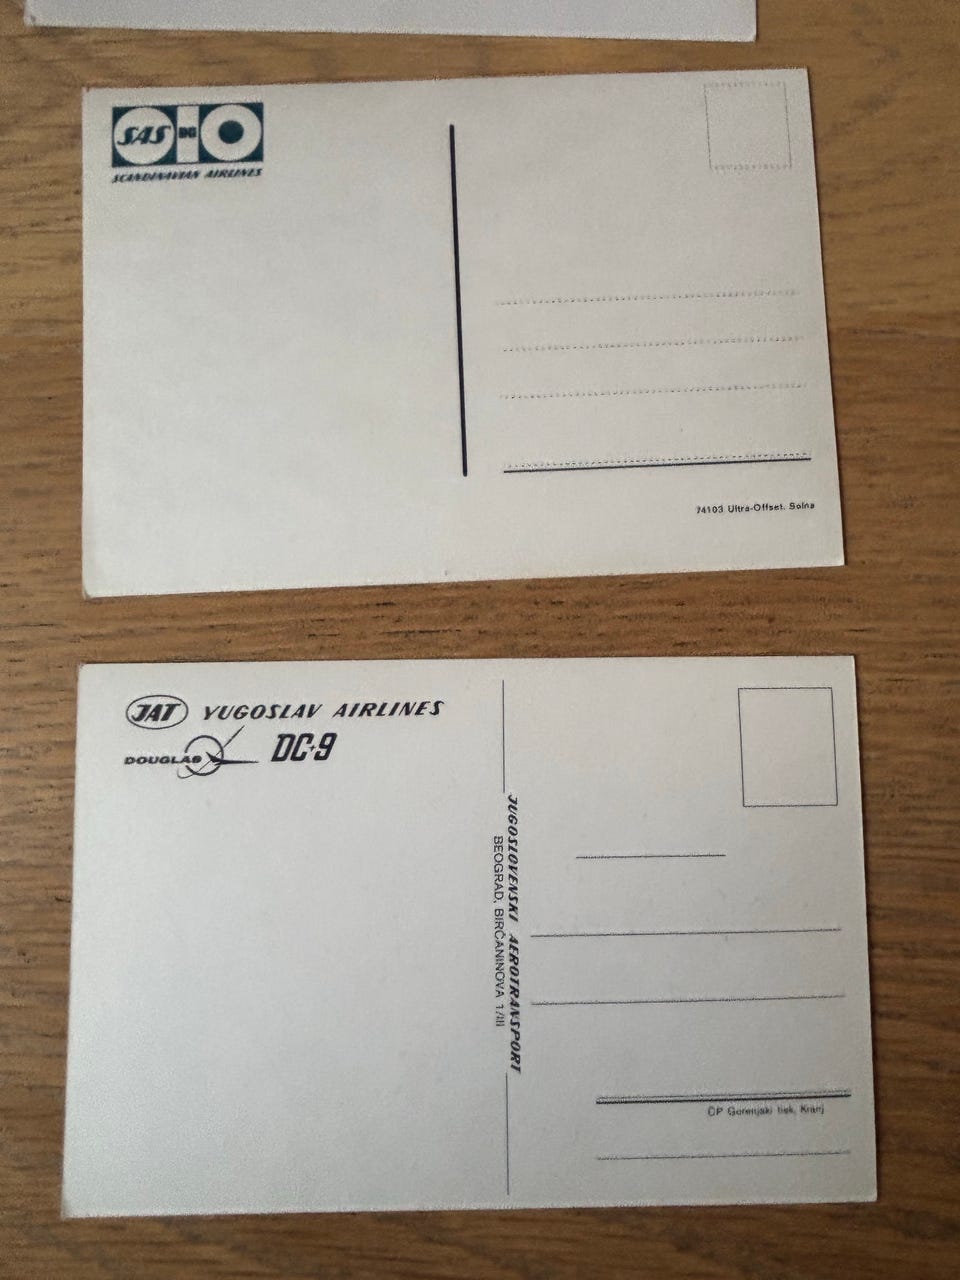 SAS DC 10
SCANDINAVIAN AIRLINES
74103 Ultra-Offset. Solna
JAT YUGOSLAV AIRLINES
DOUGLAS DC-9
JUGOSLOVENSKI AEROTRANSPORT
BEOGRAD, BIRČANINOVA 1/III
ČP Gorenjski tisk, Kranj